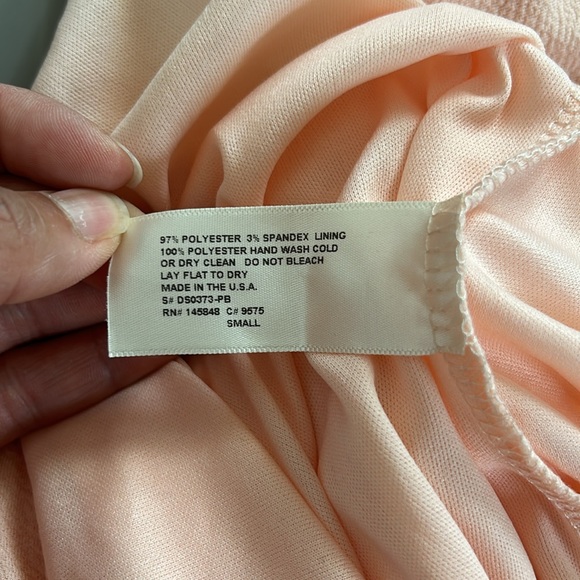 97% POLYESTER 3% SPANDEX LINING
100% POLYESTER HAND WASH COLD
OR DRY CLEAN DO NOT BLEACH
LAY FLAT TO DRY
MADE IN THE U.S.A.
S# DS0373-PB
RN# 145848 C# 9575
SMALL